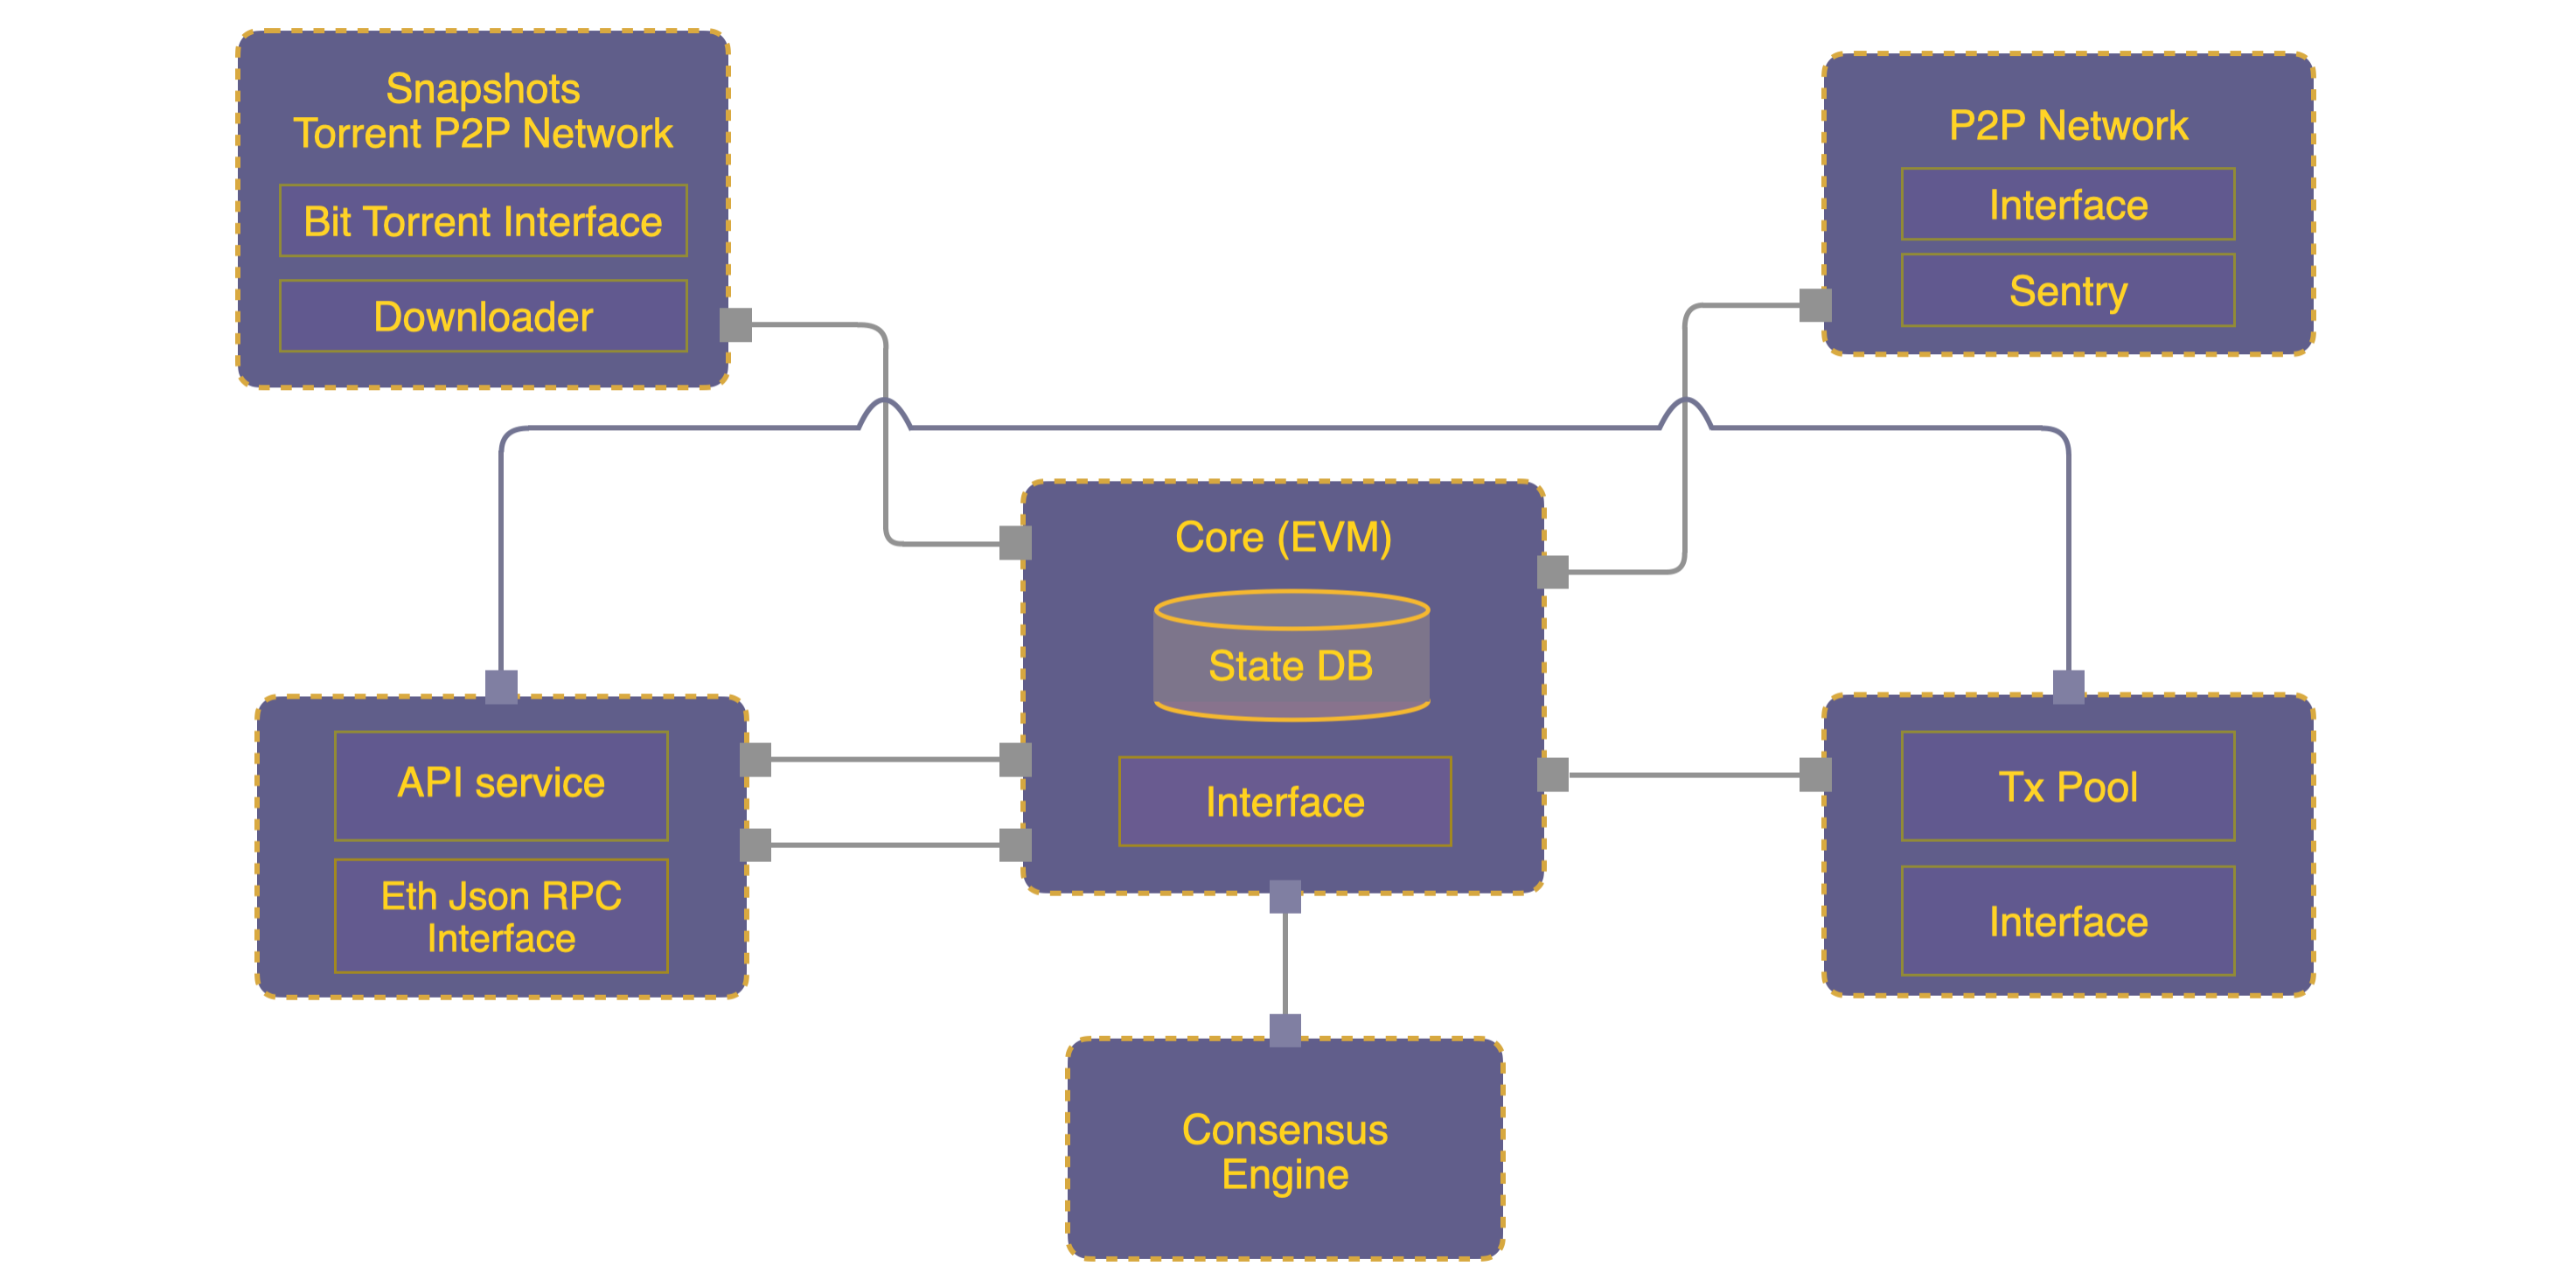 Snapshots
Torrent P2P Network
Bit Torrent Interface
Downloader
P2P Network
Interface
Sentry
Core (EVM)
State DB
Interface
API service
Eth Json RPC
Interface
Tx Pool
Interface
Consensus
Engine